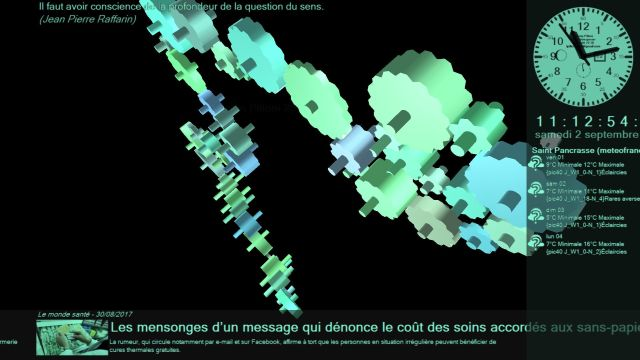 Il faut avoir conscience de la profondeur de la question du sens.
(Jean Pierre Raffarin)
11:12:54:
samedi 2 septembre
Saint Pancrasse (meteofrance
ven 01
9°C Minimale 12°C Maximale
{pic40 J_W1_0-N_1}Éclaircies
sam 02
7°C Minimale 11°C Maximale
{pic40 J_W1_18-N_4}Rares averse
dim 03
5°C Minimale 15°C Maximale
{pic40 J_W1_0-N_1}Éclaircies
lun 04
7°C Minimale 16°C Maximale
{pic40 J_W1_0-N_2}Éclaircies
Le monde santé - 30/08/2017
Les mensonges d'un message qui dénonce le coût des soins accordés aux sans-papie
merie
La rumeur, qui circule notamment par e-mail et sur Facebook, affirme à tort que les personnes en situation irrégulière peuvent bénéficier de
cures thermales gratuites.